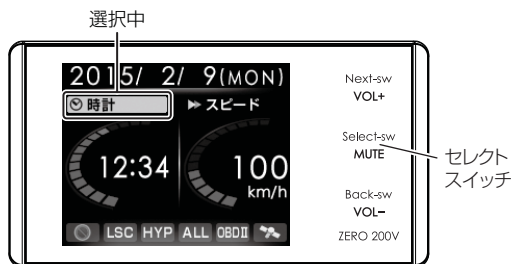 選択中
2015/ 2/ 9(MON)
時計
スピード
12:34
100
km/h
LSC HYP ALL OBDⅡ
Next-sw
VOL+
Select-sw
MUTE
Back-sw
VOL−
ZERO 200V
セレクト
スイッチ